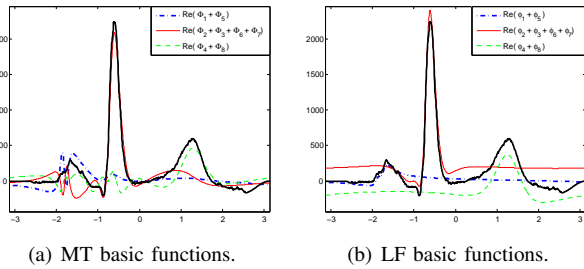 Re( Φ₁ + Φ₅)
Re( Φ₂ + Φ₃ + Φ₆ + Φ₇)
Re( Φ₄ + Φ₈)
0
−3 −2 −1 0 1 2 3
Re( ϕ₁ + ϕ₅)
Re( ϕ₂ + ϕ₃ + ϕ₆ + ϕ₇)
Re( ϕ₄ + ϕ₈)
2000
1500
1000
500
0
−3 −2 −1 0 1 2 3
(a) MT basic functions.
(b) LF basic functions.